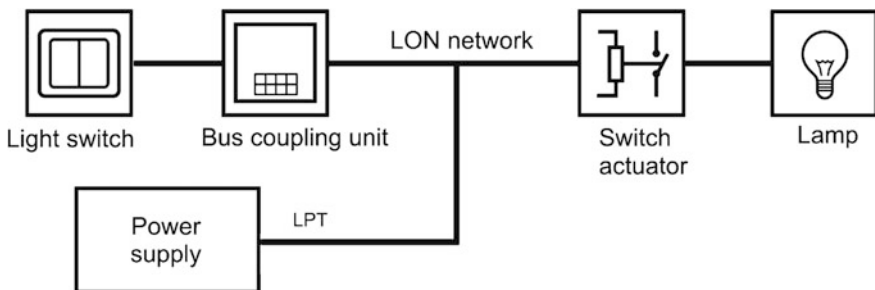 LON network
Light switch
Bus coupling unit
Switch
actuator
Lamp
Power
supply
LPT